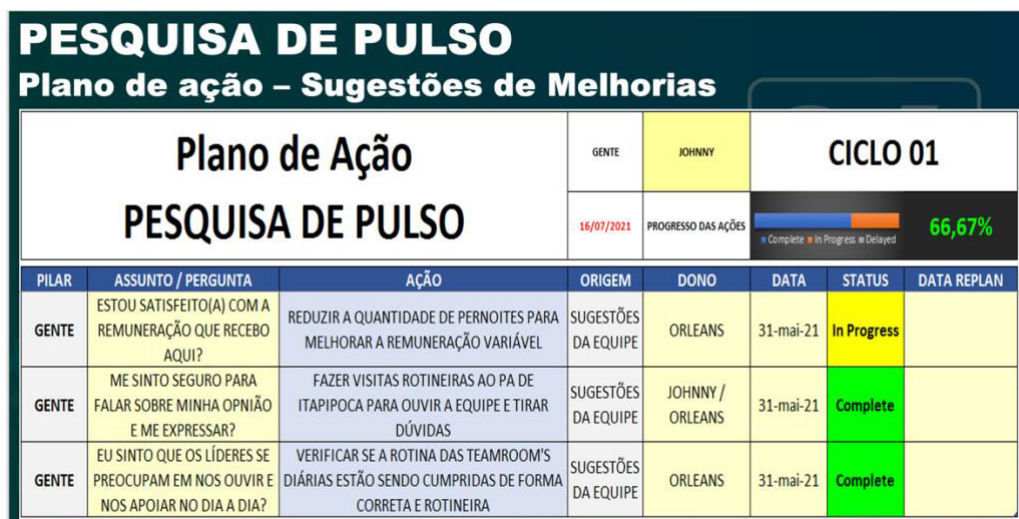 PESQUISA DE PULSO
Plano de ação – Sugestões de Melhorias
Plano de Ação
PESQUISA DE PULSO
GENTE
JOHNNY
CICLO 01
16/07/2021
PROGRESSO DAS AÇÕES
Complete In Progress Delayed
66,67%
PILAR ASSUNTO / PERGUNTA AÇÃO ORIGEM DONO DATA STATUS DATA REPLAN
GENTE
ESTOU SATISFEITO(A) COM A
REMUNERAÇÃO QUE RECEBO
AQUI?
REDUZIR A QUANTIDADE DE PERNOITES PARA
MELHORAR A REMUNERAÇÃO VARIÁVEL
SUGESTÕES
DA EQUIPE
ORLEANS
31-mai-21
In Progress
GENTE
ME SINTO SEGURO PARA
FALAR SOBRE MINHA OPNIÃO
E ME EXPRESSAR?
FAZER VISITAS ROTINEIRAS AO PA DE
ITAPIPOCA PARA OUVIR A EQUIPE E TIRAR
DÚVIDAS
SUGESTÕES
DA EQUIPE
JOHNNY /
ORLEANS
31-mai-21
Complete
GENTE
EU SINTO QUE OS LÍDERES SE
PREOCUPAM EM NOS OUVIR E
NOS APOIAR NO DIA A DIA?
VERIFICAR SE A ROTINA DAS TEAMROOM'S
DIÁRIAS ESTÃO SENDO CUMPRIDAS DE FORMA
CORRETA E ROTINEIRA
SUGESTÕES
DA EQUIPE
ORLEANS
31-mai-21
Complete